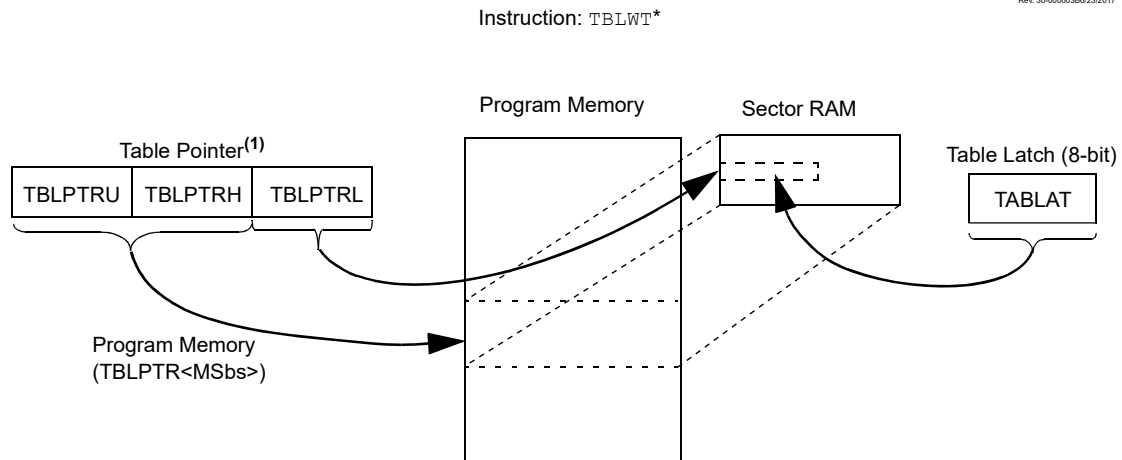 Instruction: TBLWT*
Program Memory
Sector RAM
Table Pointer(1)
Table Latch (8-bit)
TBLPTRU
TBLPTRH
TBLPTRL
TABLAT
Program Memory
(TBLPTR<MSbs>)